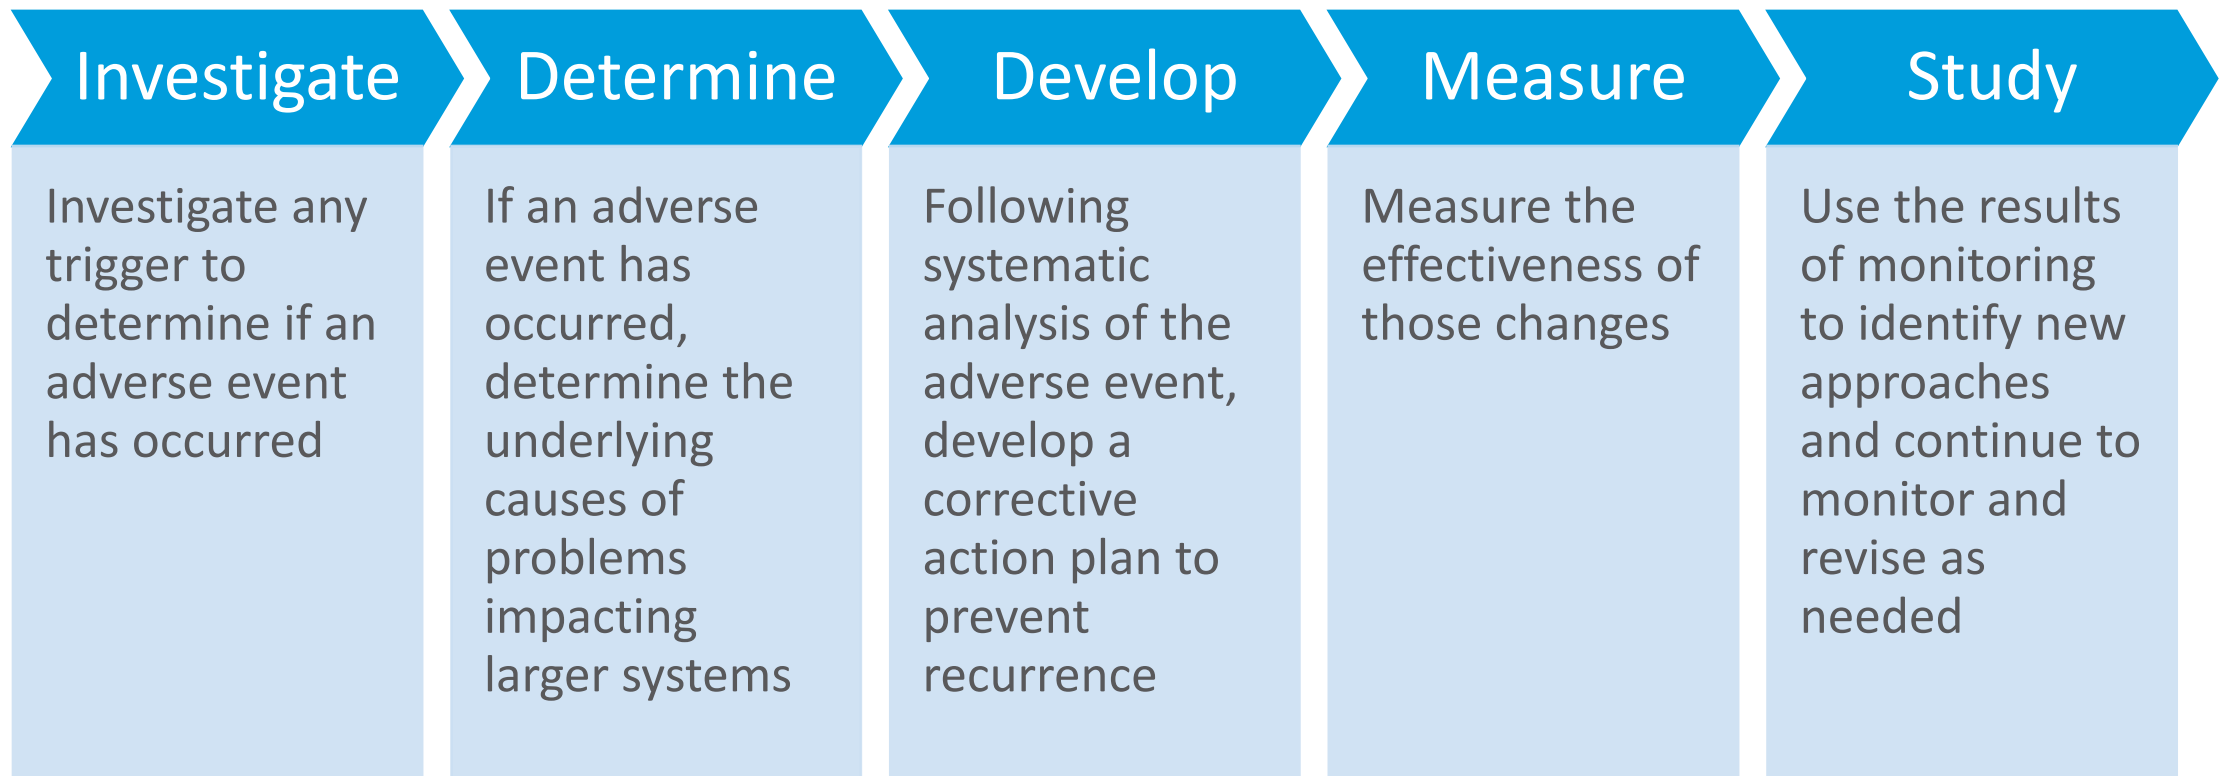 Investigate
Investigate any
trigger to
determine if an
adverse event
has occurred
Determine
If an adverse
event has
occurred,
determine the
underlying
causes of
problems
impacting
larger systems
Develop
Following
systematic
analysis of the
adverse event,
develop a
corrective
action plan to
prevent
recurrence
Measure
Measure the
effectiveness of
those changes
Study
Use the results
of monitoring
to identify new
approaches
and continue to
monitor and
revise as
needed